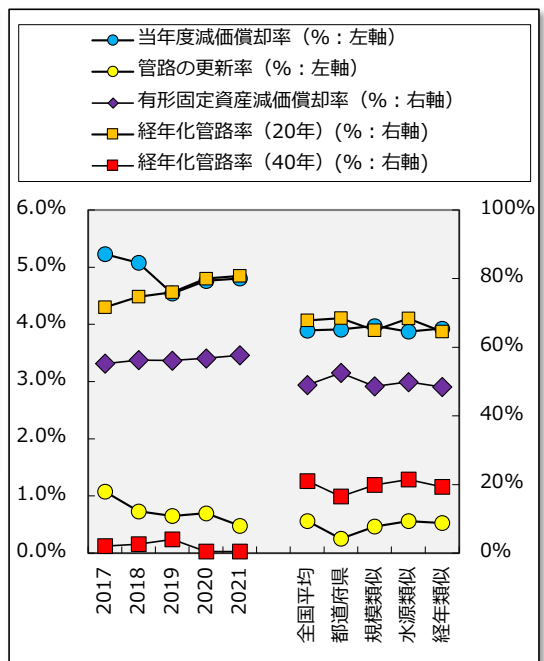 当年度減価償却率（%：左軸）
管路の更新率（%：左軸）
有形固定資産減価償却率（%：右軸）
経年化管路率（20年）(%：右軸)
経年化管路率（40年）(%：右軸)
6.0%
5.0%
4.0%
3.0%
2.0%
1.0%
0.0%
100%
80%
60%
40%
20%
0%
2017
2018
2019
2020
2021
全国平均
都道府県
規模類似
水源類似
経年類似